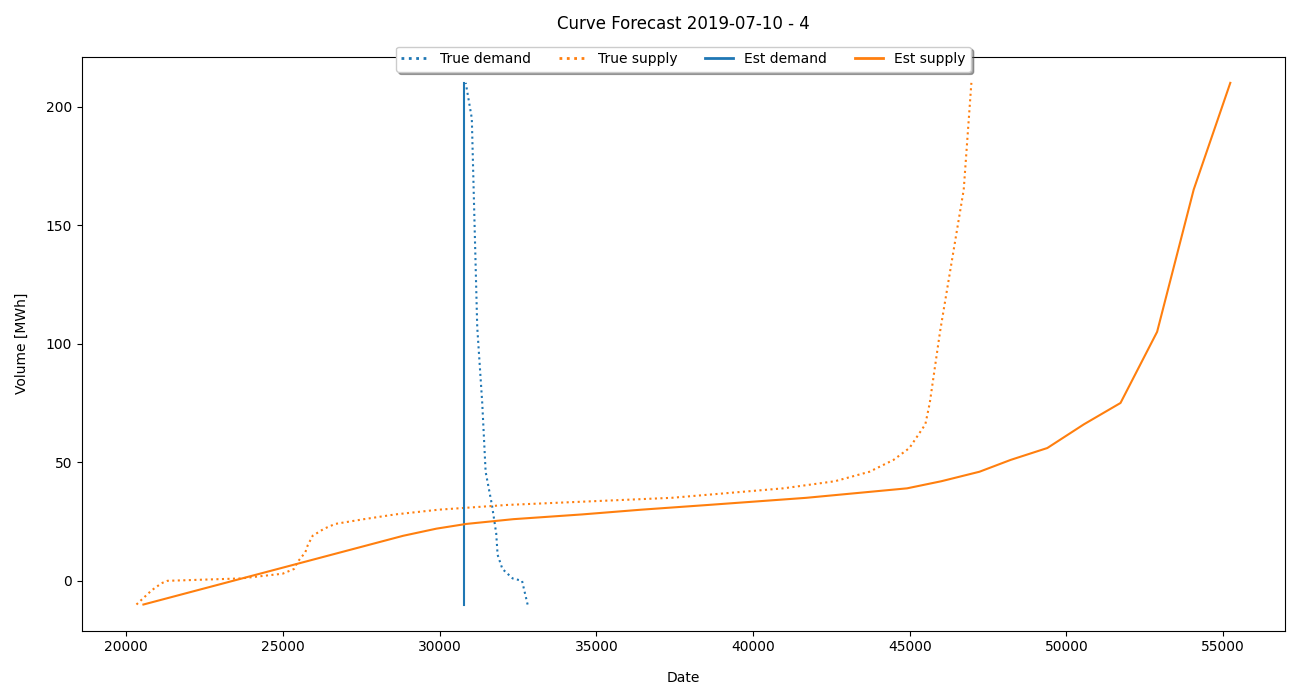 Curve Forecast 2019-07-10 - 4
True demand True supply Est demand Est supply
200
150
100
50
0
Volume [MWh]
20000 25000 30000 35000 40000 45000 50000 55000
Date